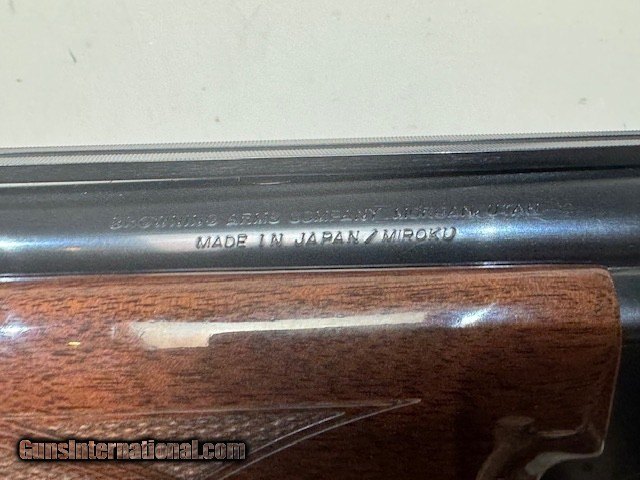 BROWNING ARMS COMPANY, MORGAN, UTAH
MADE IN JAPAN/MIROKU
GunsInternational.com